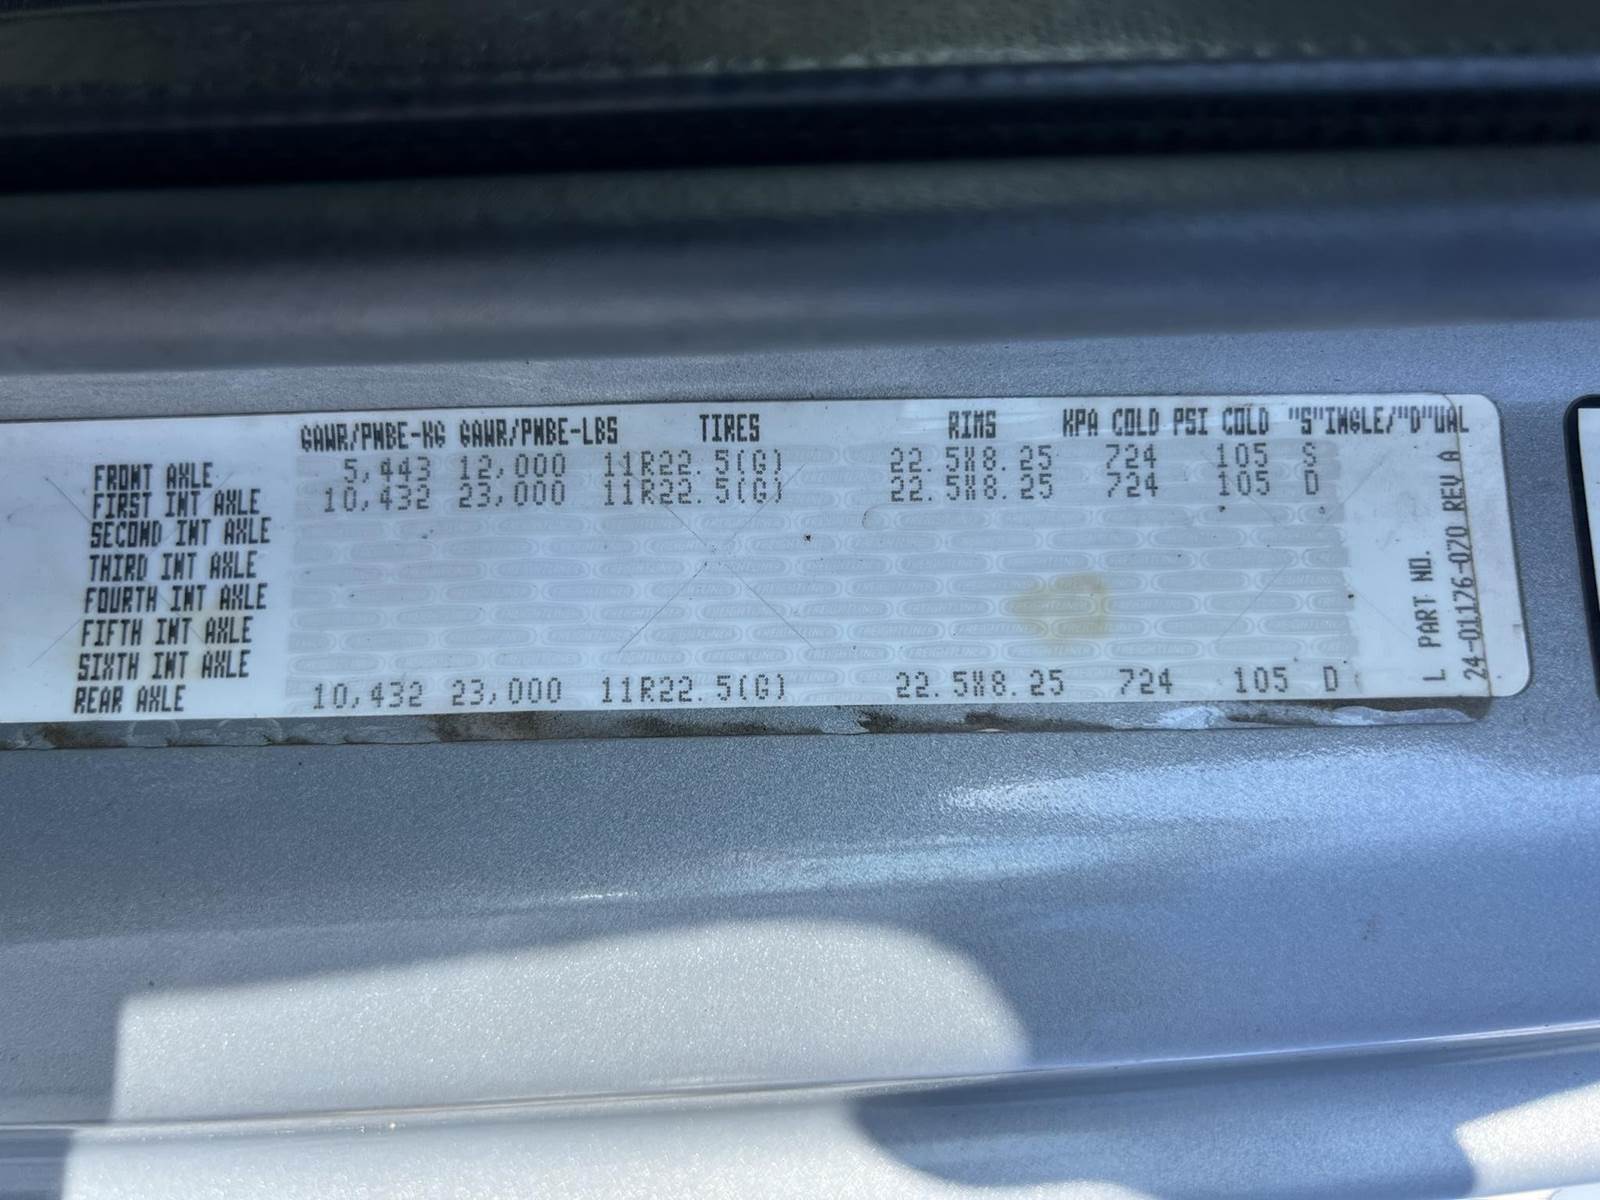 GAWR/PNBE-KG GAWR/PNBE-LBS TIRES RIMS KPA COLD PSI COLD "S"INGLE/"D"UAL
FRONT AXLE 5,443 12,000 11R22.5(G) 22.5X8.25 724 105 S
FIRST INT AXLE 10,432 23,000 11R22.5(G) 22.5X8.25 724 105 D
SECOND INT AXLE
THIRD INT AXLE
FOURTH INT AXLE
FIFTH INT AXLE
SIXTH INT AXLE
REAR AXLE 10,432 23,000 11R22.5(G) 22.5X8.25 724 105 D
L PART NO.
24-01176-070 REV A
FREIGHTLINER